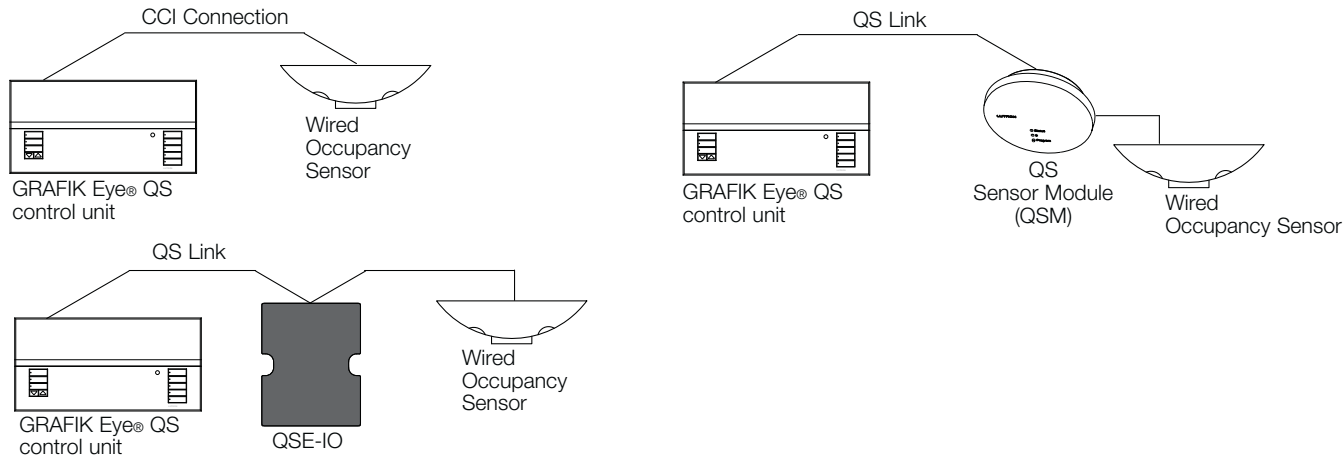 CCI Connection
Wired
Occupancy
Sensor
GRAFIK Eye® QS
control unit
QS Link
LUTRON
GRAFIK Eye® QS
control unit
QS
Sensor Module
(QSM)
Wired
Occupancy Sensor
QS Link
Wired
Occupancy
Sensor
GRAFIK Eye® QS
control unit
QSE-IO